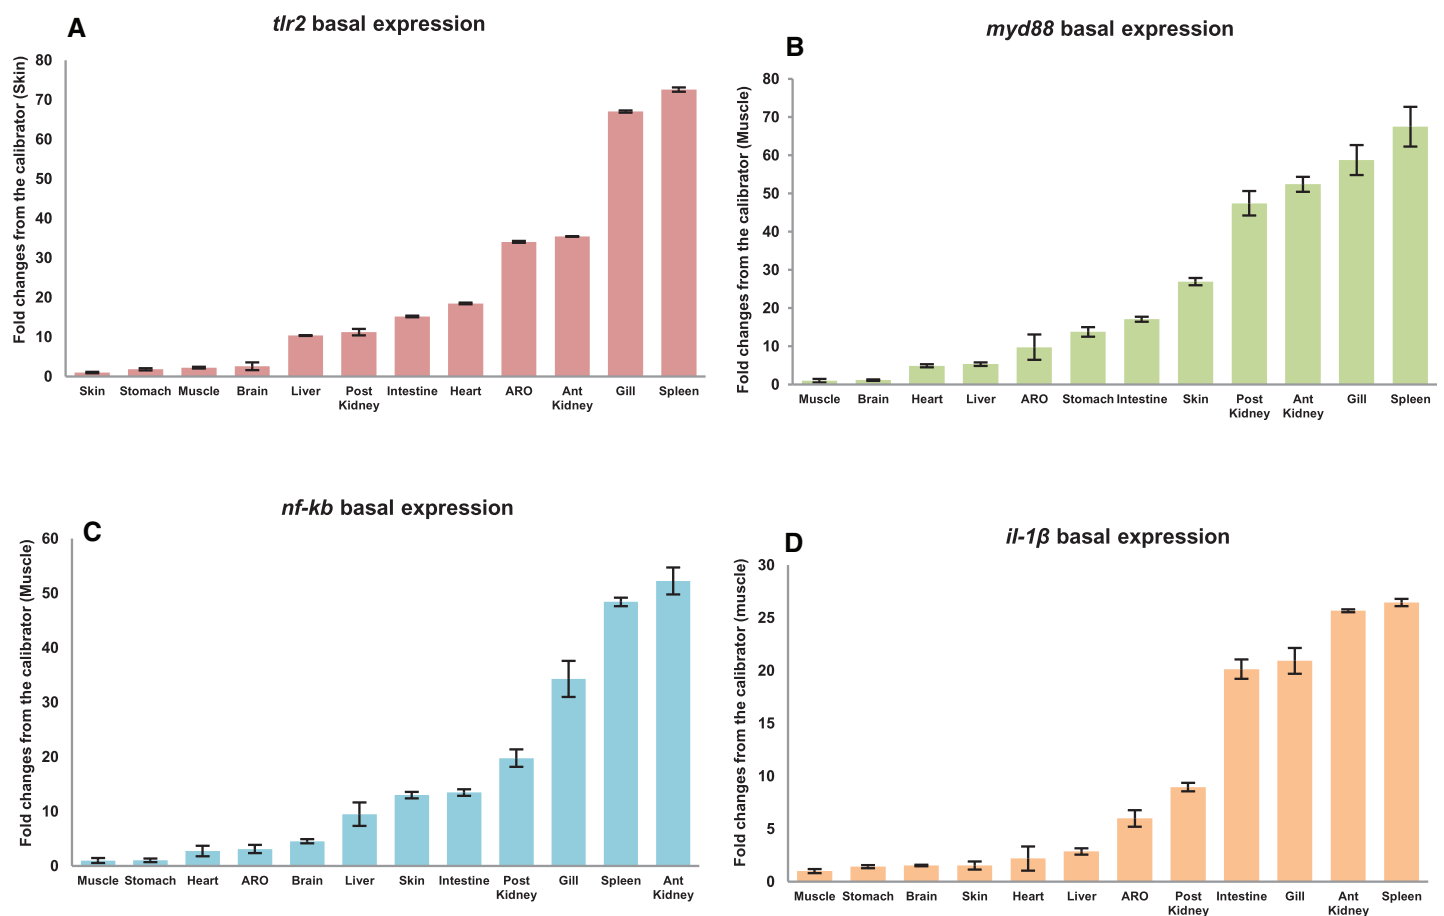 A
tlr2 basal expression
Fold changes from the calibrator (Skin)
80
70
60
50
40
30
20
10
0
Skin Stomach Muscle Brain Liver Post Kidney Intestine Heart ARO Ant Kidney Gill Spleen
B
myd88 basal expression
Fold changes from the calibrator (Muscle)
80
70
60
50
40
30
20
10
0
Muscle Brain Heart Liver ARO Stomach Intestine Skin Post Kidney Ant Kidney Gill Spleen
C
nf-kb basal expression
Fold changes from the calibrator (Muscle)
60
50
40
30
20
10
0
Muscle Stomach Heart ARO Brain Liver Skin Intestine Post Kidney Gill Spleen Ant Kidney
D
il-1β basal expression
Fold changes from the calibrator (muscle)
30
25
20
15
10
5
0
Muscle Stomach Brain Skin Heart Liver ARO Post Kidney Intestine Gill Ant Kidney Spleen